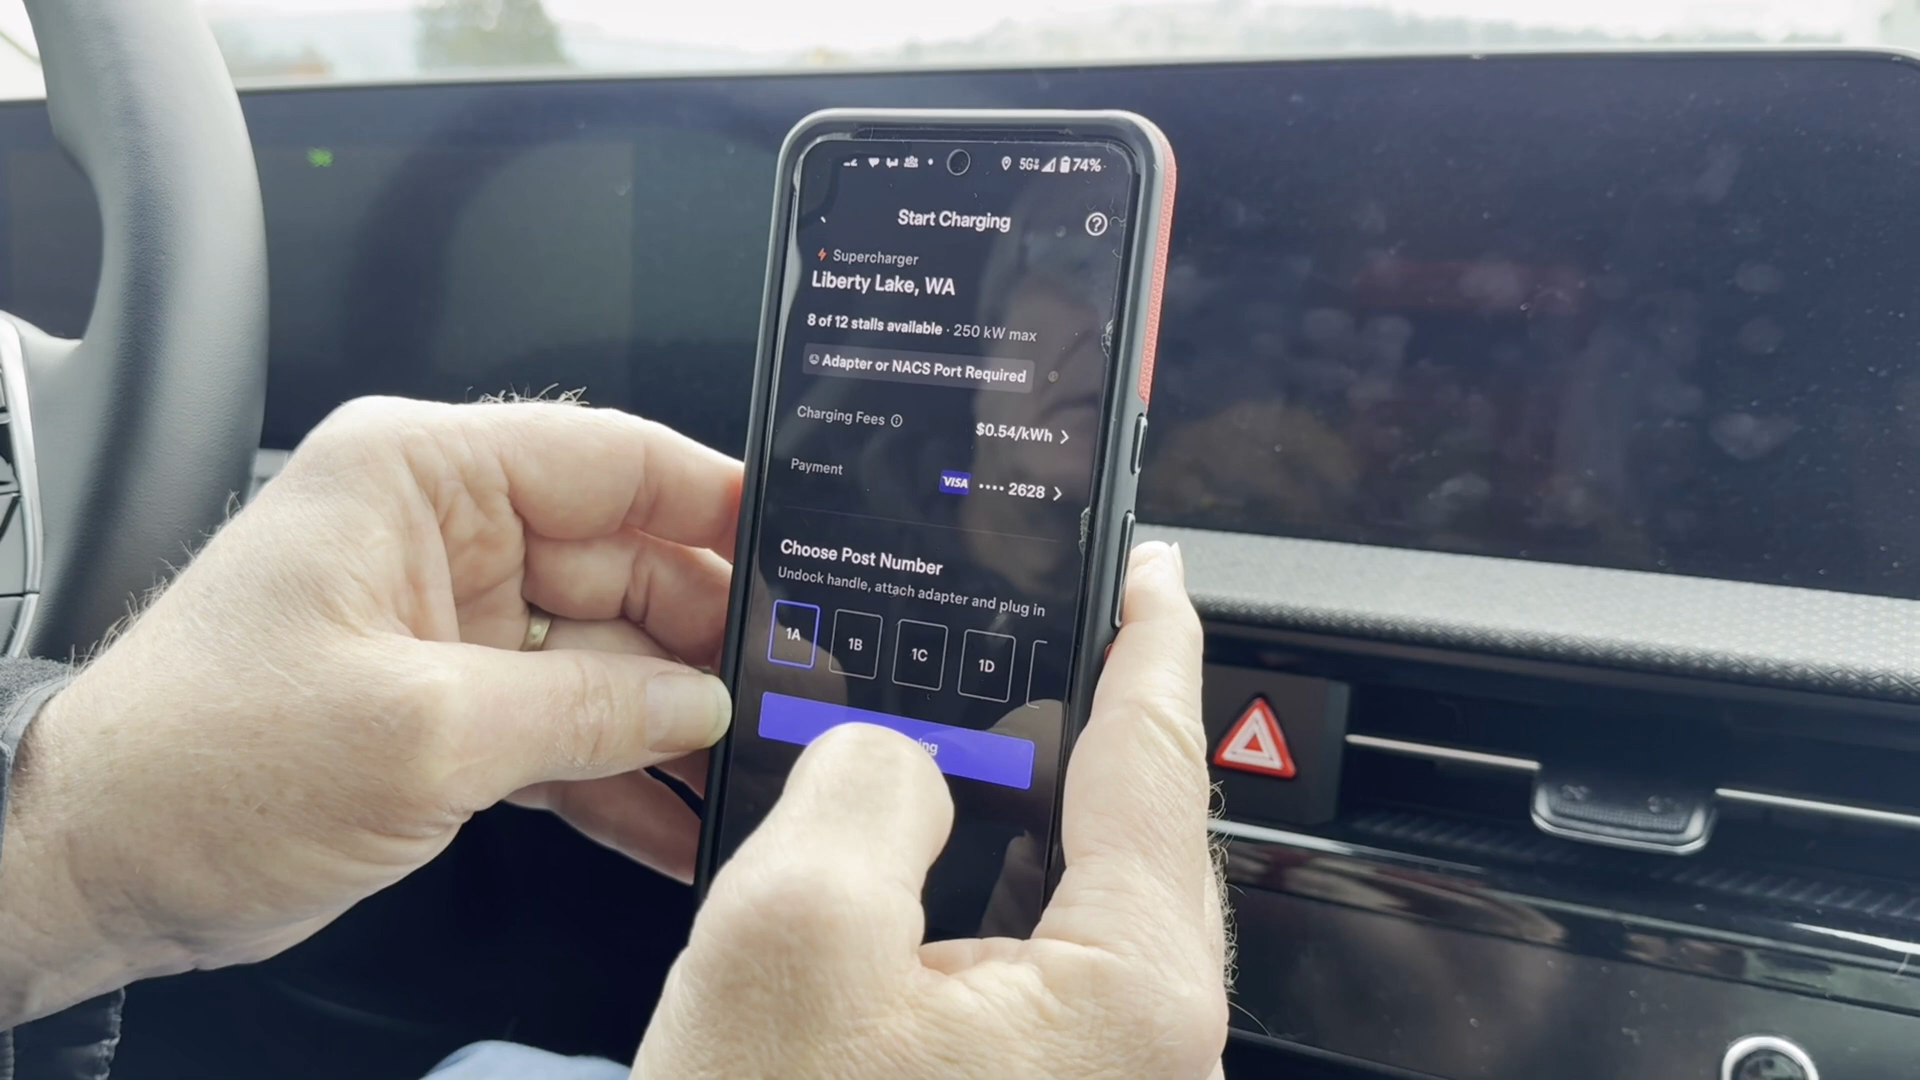 5G 74%
Start Charging
Supercharger
Liberty Lake, WA
8 of 12 stalls available · 250 kW max
Adapter or NACS Port Required
Charging Fees $0.54/kWh
Payment VISA •••• 2628
Choose Post Number
Undock handle, attach adapter and plug in
1A 1B 1C 1D